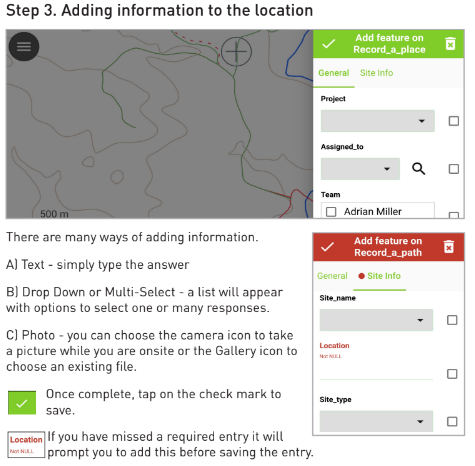 Step 3. Adding information to the location
Add feature on
Record_a_place
General Site Info
Project
Assigned_to
Team
Adrian Miller
500 m
There are many ways of adding information.
A) Text - simply type the answer
B) Drop Down or Multi-Select - a list will appear
with options to select one or many responses.
C) Photo - you can choose the camera icon to take
a picture while you are onsite or the Gallery icon to
choose an existing file.
Once complete, tap on the check mark to
save.
Location
Not NULL
If you have missed a required entry it will
prompt you to add this before saving the entry.
Add feature on
Record_a_path
General Site Info
Site_name
Location
Not NULL
Site_type